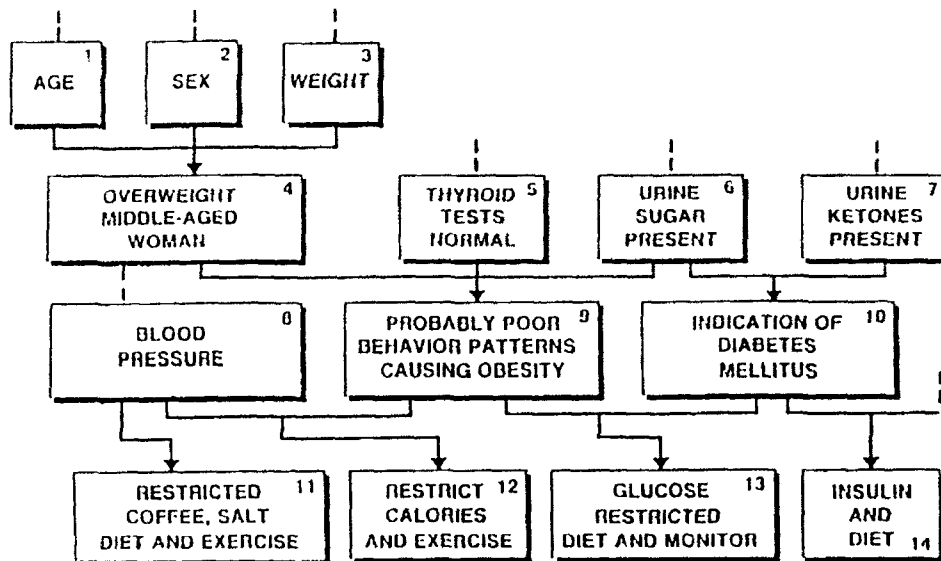 1
AGE
2
SEX
3
WEIGHT
4
OVERWEIGHT
MIDDLE-AGED
WOMAN
5
THYROID
TESTS
NORMAL
6
URINE
SUGAR
PRESENT
7
URINE
KETONES
PRESENT
8
BLOOD
PRESSURE
9
PROBABLY POOR
BEHAVIOR PATTERNS
CAUSING OBESITY
10
INDICATION OF
DIABETES
MELLITUS
11
RESTRICTED
COFFEE, SALT
DIET AND EXERCISE
12
RESTRICT
CALORIES
AND EXERCISE
13
GLUCOSE
RESTRICTED
DIET AND MONITOR
INSULIN
AND
DIET
14